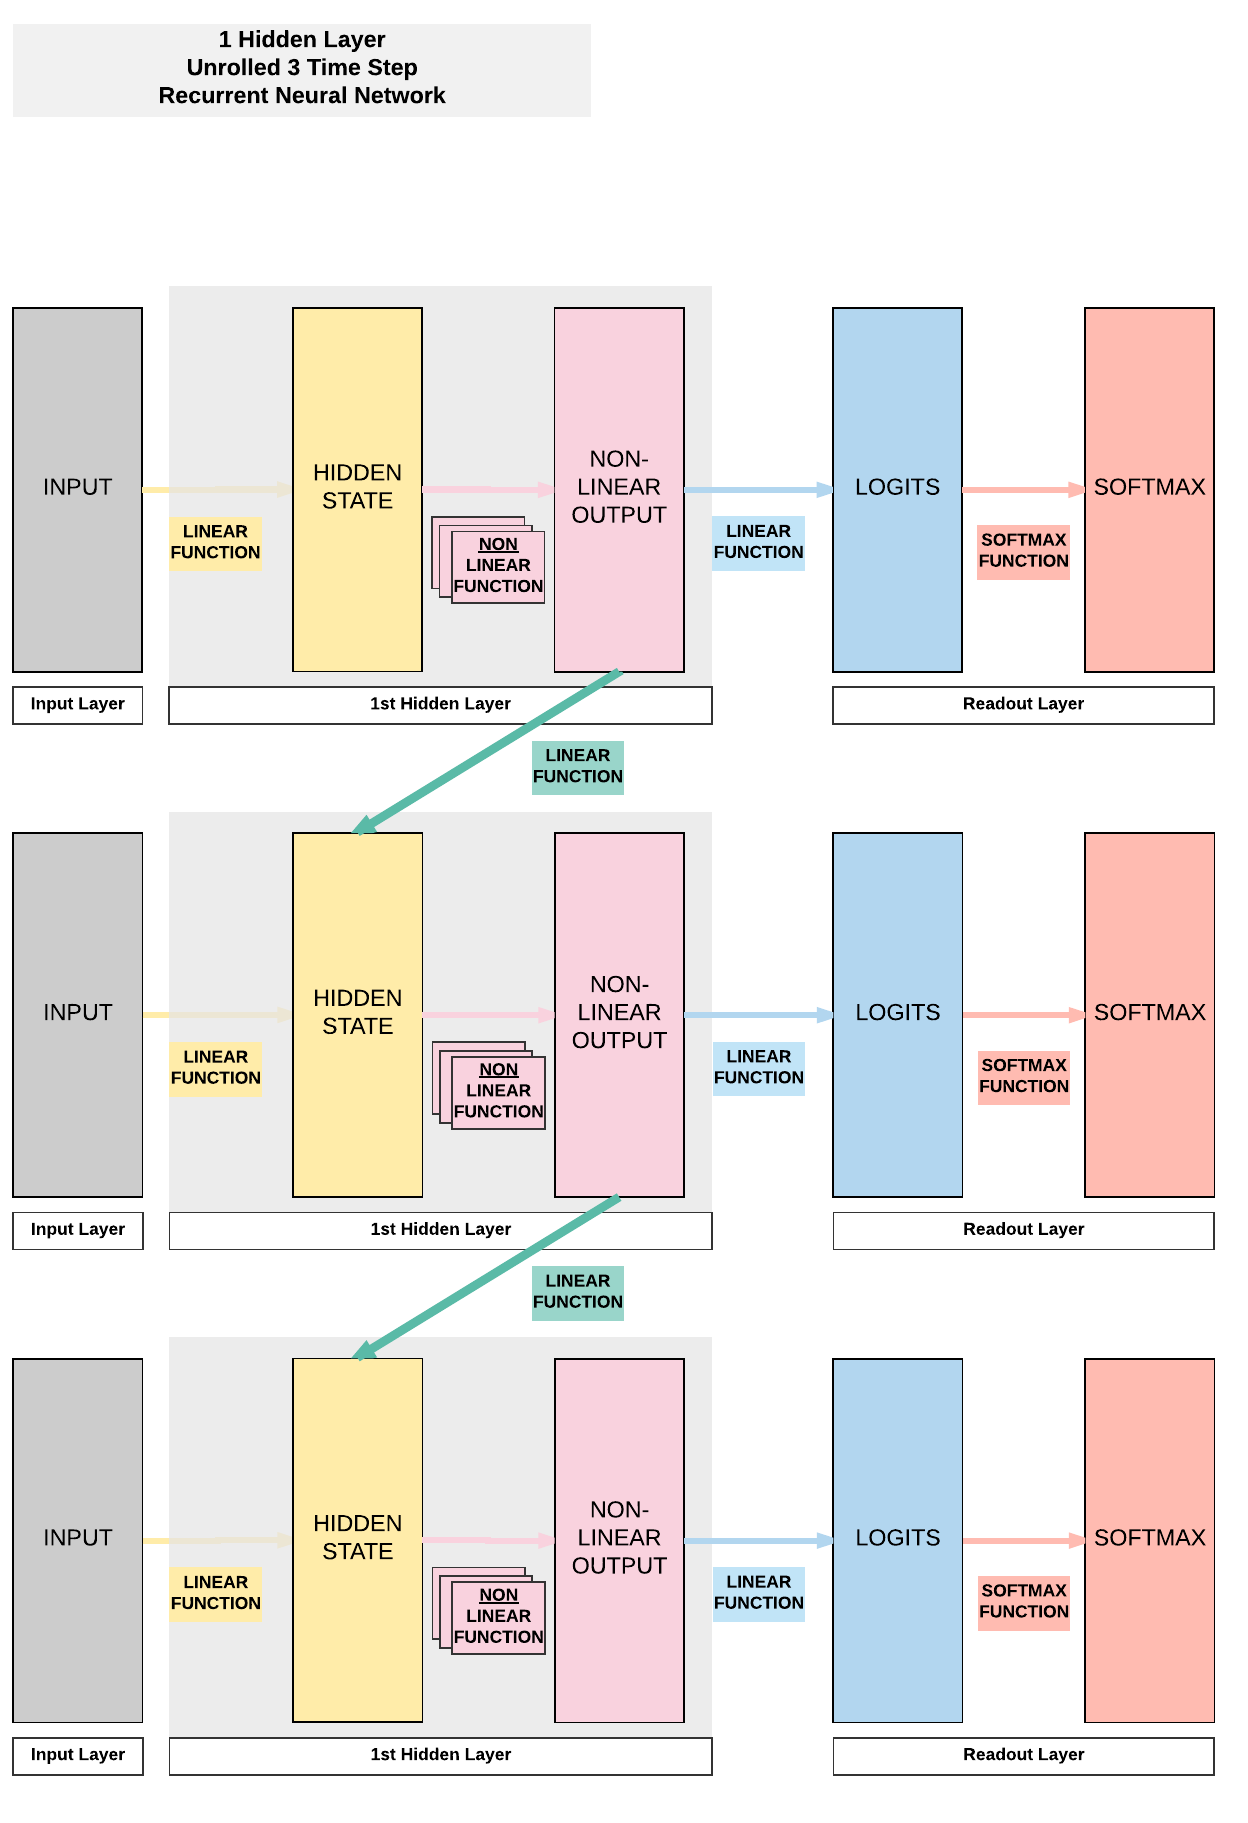 1 Hidden Layer
Unrolled 3 Time Step
Recurrent Neural Network
INPUT
LINEAR
FUNCTION
HIDDEN
STATE
NON
LINEAR
FUNCTION
NON-
LINEAR
OUTPUT
LINEAR
FUNCTION
LOGITS
SOFTMAX
FUNCTION
SOFTMAX
Input Layer
1st Hidden Layer
Readout Layer
LINEAR
FUNCTION
INPUT
LINEAR
FUNCTION
HIDDEN
STATE
NON
LINEAR
FUNCTION
NON-
LINEAR
OUTPUT
LINEAR
FUNCTION
LOGITS
SOFTMAX
FUNCTION
SOFTMAX
Input Layer
1st Hidden Layer
Readout Layer
LINEAR
FUNCTION
INPUT
LINEAR
FUNCTION
HIDDEN
STATE
NON
LINEAR
FUNCTION
NON-
LINEAR
OUTPUT
LINEAR
FUNCTION
LOGITS
SOFTMAX
FUNCTION
SOFTMAX
Input Layer
1st Hidden Layer
Readout Layer